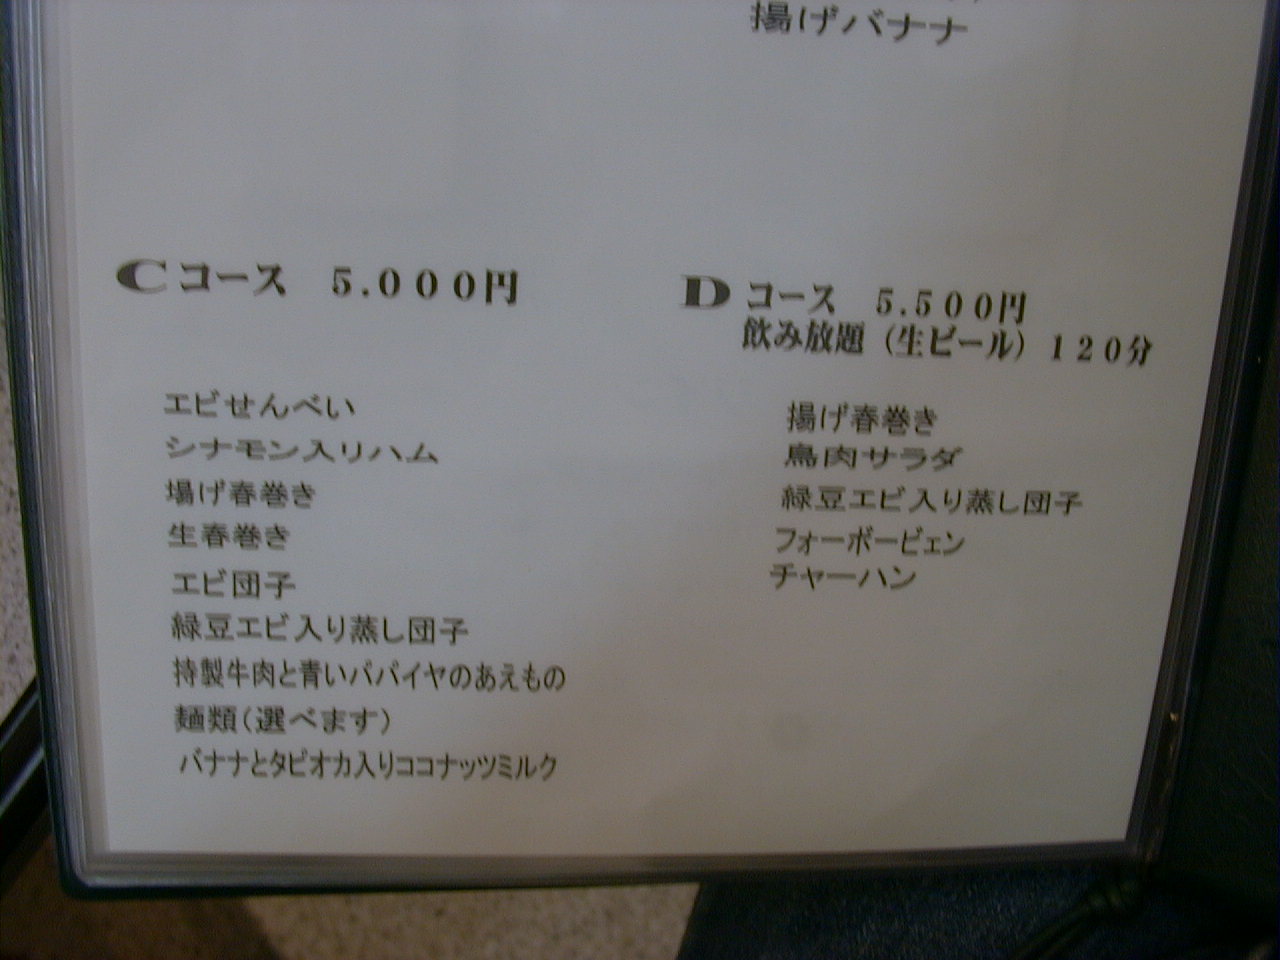 揚げバナナ
Cコース 5.000円
エビせんべい
シナモン入りハム
揚げ春巻き
生春巻き
エビ団子
緑豆エビ入り蒸し団子
特製牛肉と青いパパイヤのあえもの
麺類(選べます)
バナナとタピオカ入りココナッツミルク
Dコース 5.500円
飲み放題(生ビール)120分
揚げ春巻き
鳥肉サラダ
緑豆エビ入り蒸し団子
フォーボービェン
チャーハン